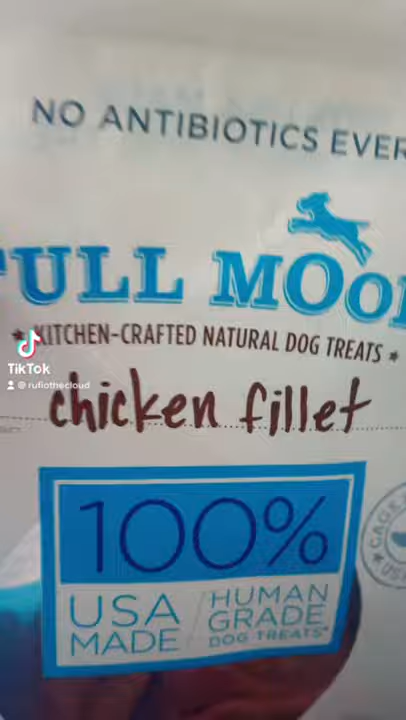 NO ANTIBIOTICS EVER
FULL MOON
★ KITCHEN-CRAFTED NATURAL DOG TREATS ★
TikTok
@rufiothecloud
chicken fillet
100%
USA MADE / HUMAN GRADE DOG TREATS*
CAGE